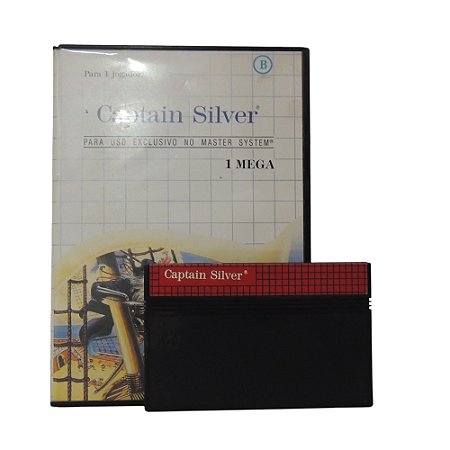 Para 1 jogador
B
Captain Silver®
PARA USO EXCLUSIVO NO MASTER SYSTEM®
1 MEGA
Captain Silver®